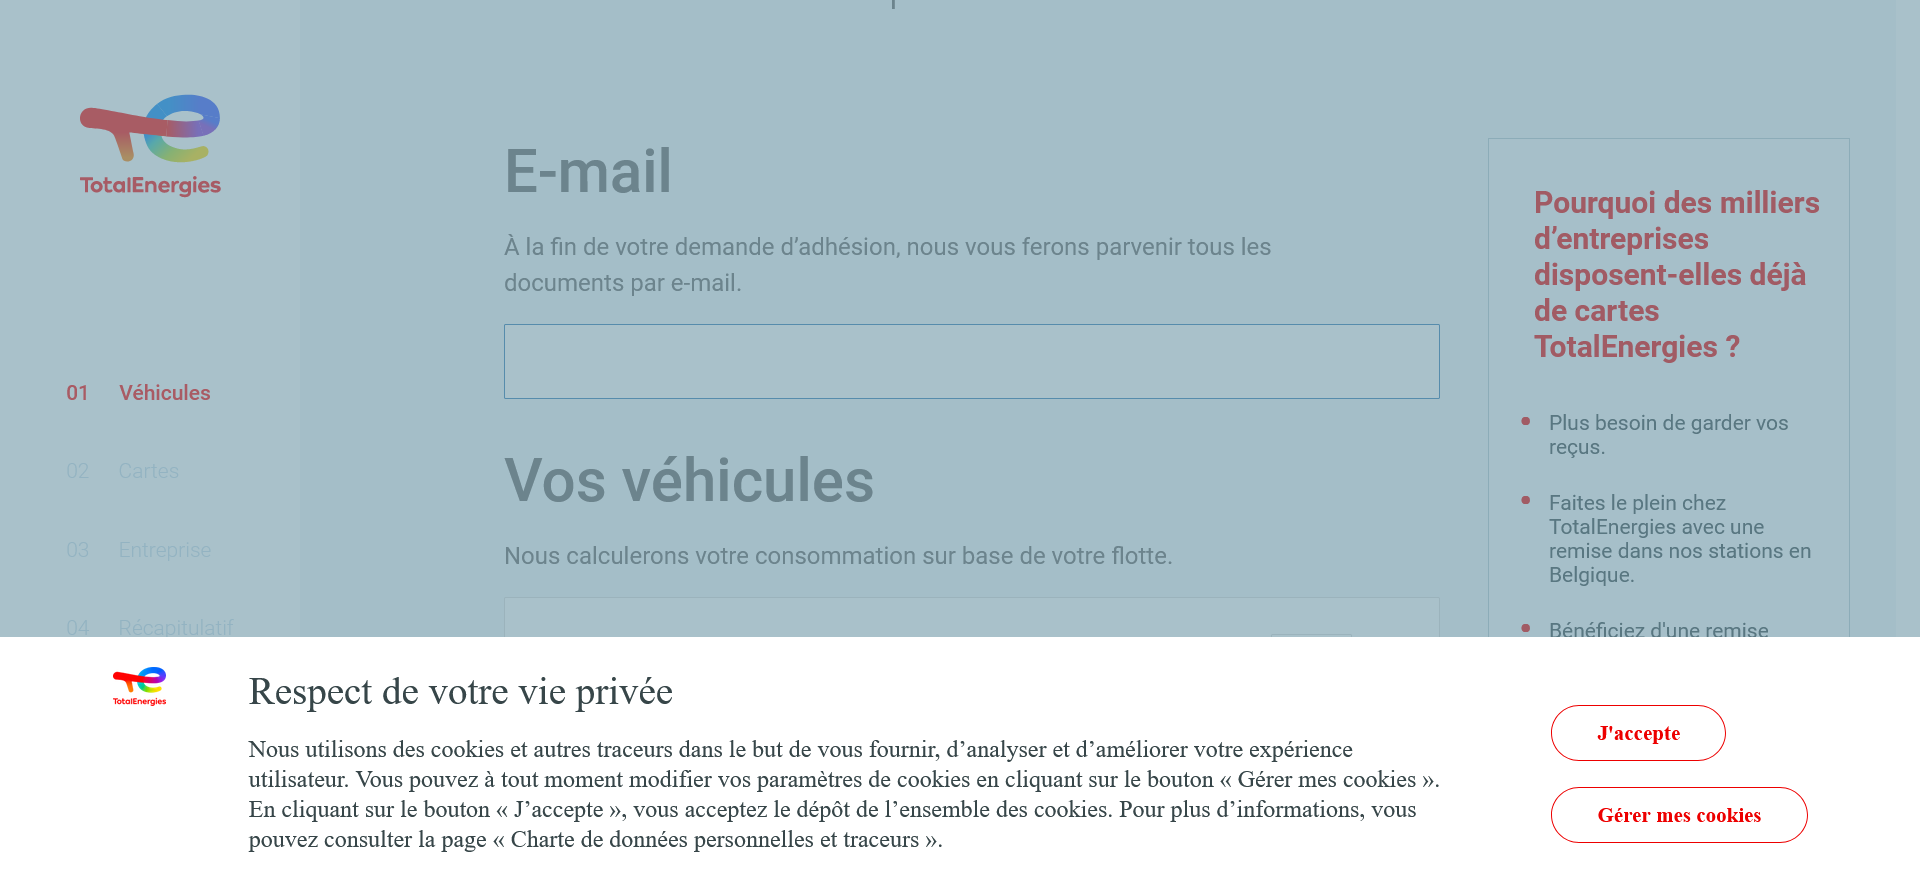 TotalEnergies
01 Véhicules
02 Cartes
03 Entreprise
04 Récapitulatif
E-mail
À la fin de votre demande d’adhésion, nous vous ferons parvenir tous les
documents par e-mail.
Vos véhicules
Nous calculerons votre consommation sur base de votre flotte.
Pourquoi des milliers
d’entreprises
disposent-elles déjà
de cartes
TotalEnergies ?
Plus besoin de garder vos
reçus.
Faites le plein chez
TotalEnergies avec une
remise dans nos stations en
Belgique.
Bénéficiez d'une remise
TotalEnergies
Respect de votre vie privée
Nous utilisons des cookies et autres traceurs dans le but de vous fournir, d’analyser et d’améliorer votre expérience
utilisateur. Vous pouvez à tout moment modifier vos paramètres de cookies en cliquant sur le bouton « Gérer mes cookies ».
En cliquant sur le bouton « J’accepte », vous acceptez le dépôt de l’ensemble des cookies. Pour plus d’informations, vous
pouvez consulter la page « Charte de données personnelles et traceurs ».
J'accepte
Gérer mes cookies